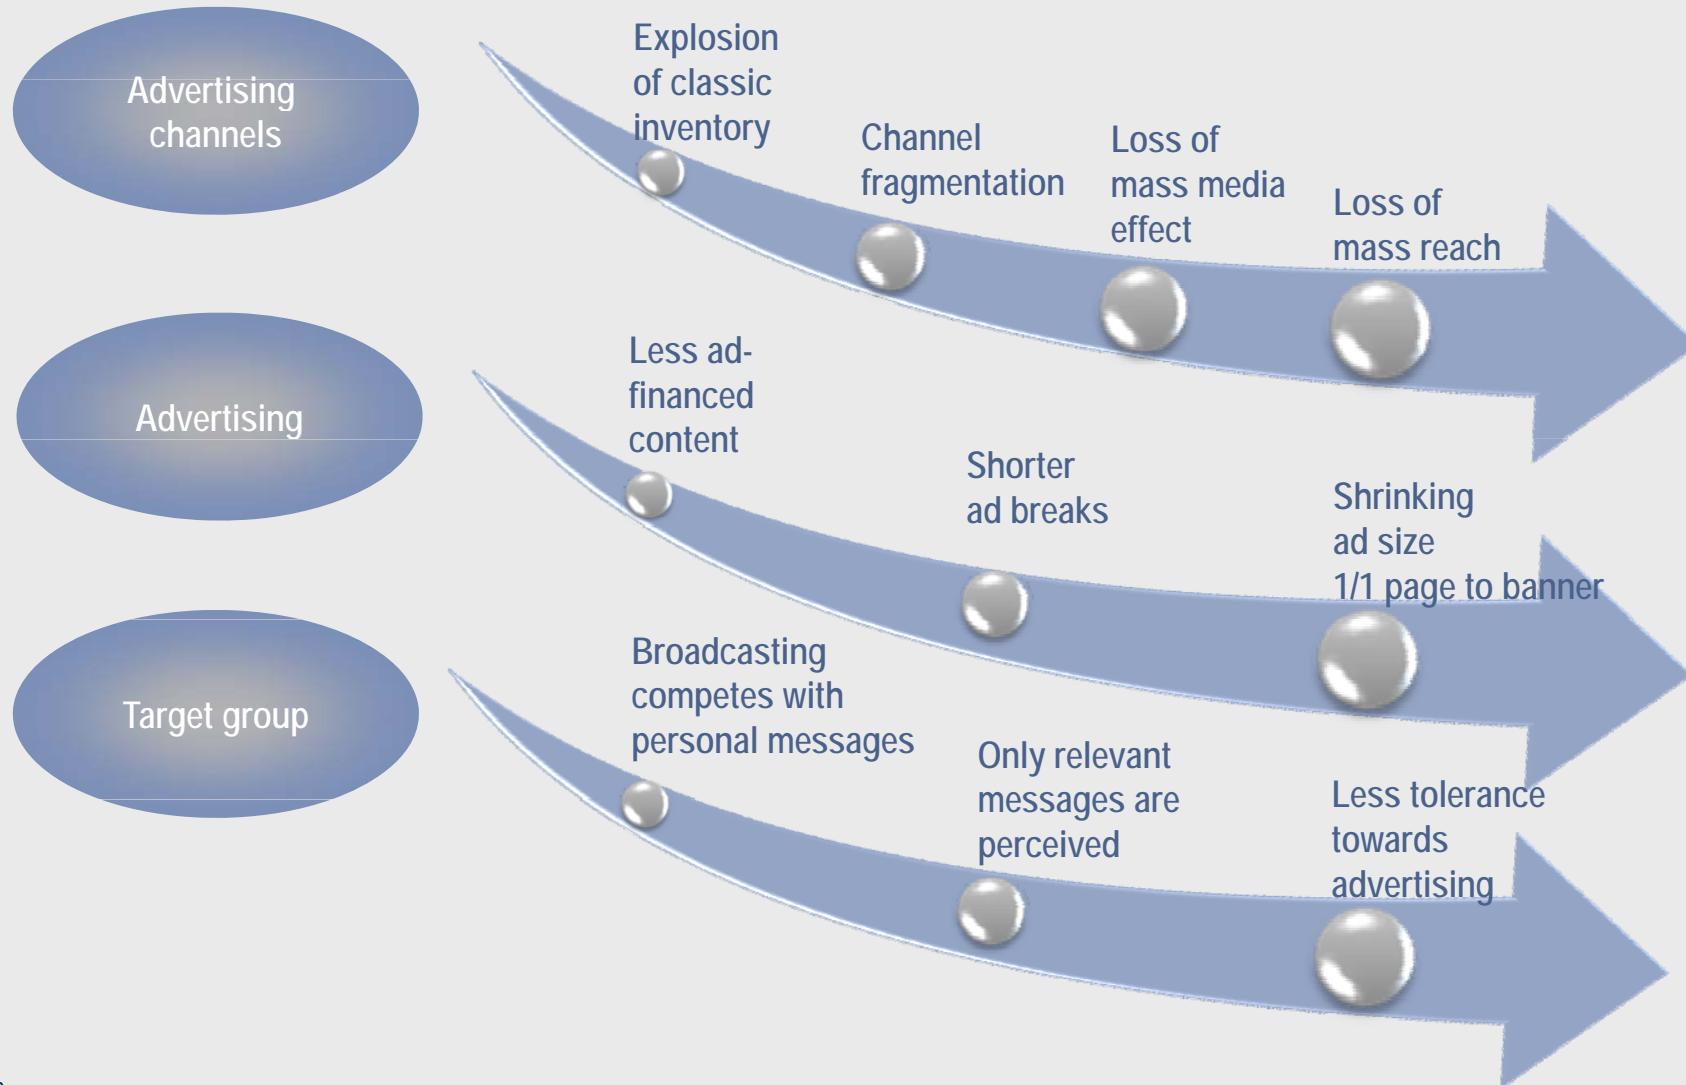 Advertising
channels
Explosion
of classic
inventory
Channel
fragmentation
Loss of
mass media
effect
Loss of
mass reach
Advertising
Less ad-
financed
content
Shorter
ad breaks
Shrinking
ad size
1/1 page to banner
Target group
Broadcasting
competes with
personal messages
Only relevant
messages are
perceived
Less tolerance
towards
advertising